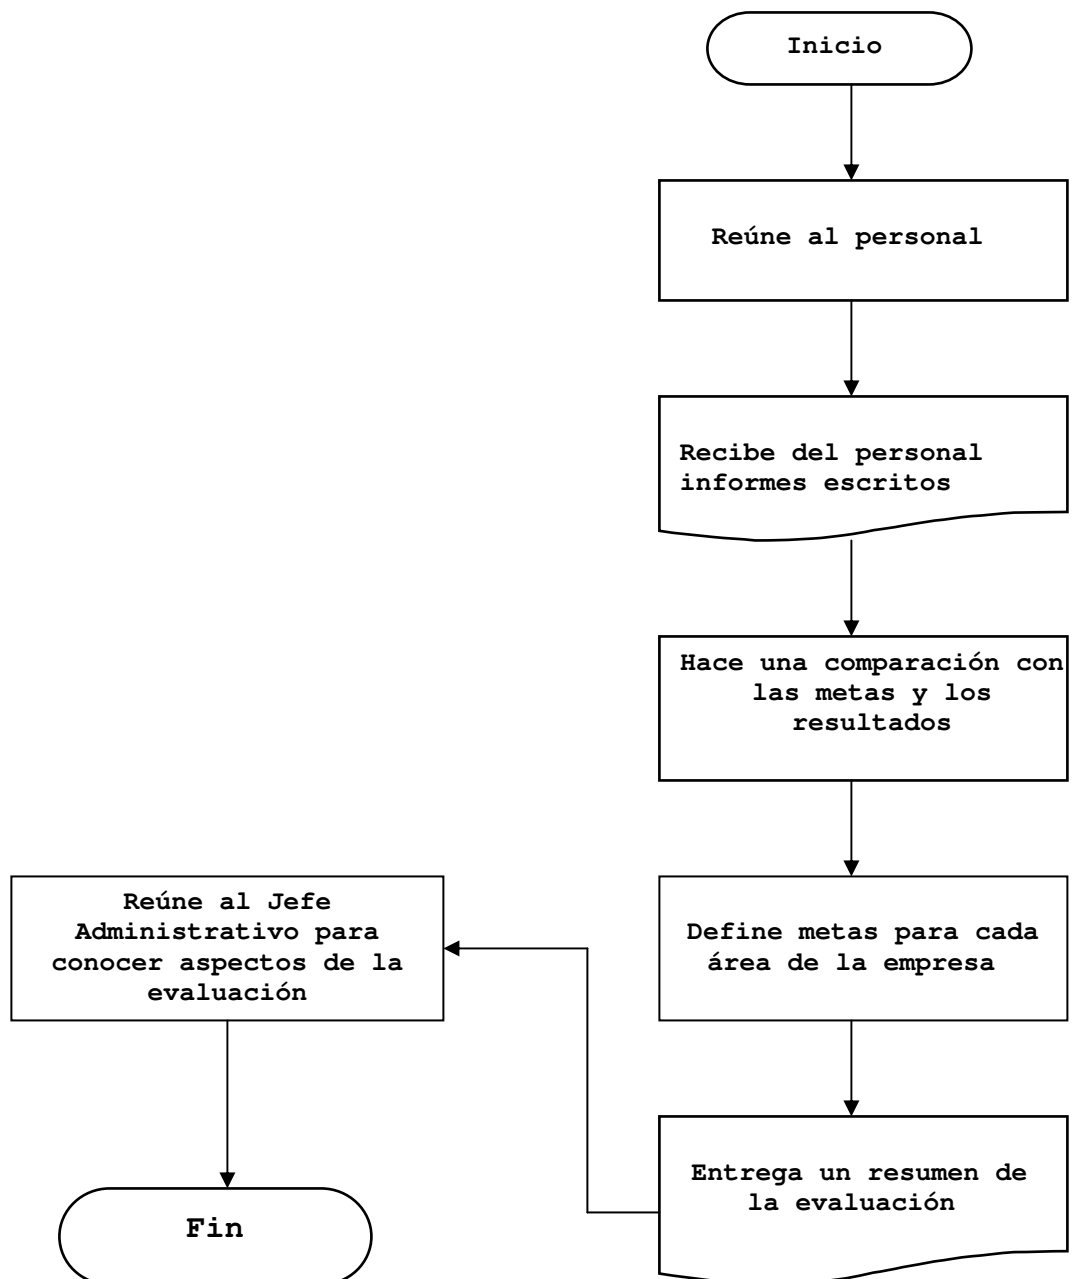 Inicio
Reúne al personal
Recibe del personal
informes escritos
Hace una comparación con
las metas y los
resultados
Define metas para cada
área de la empresa
Entrega un resumen de
la evaluación
Reúne al Jefe
Administrativo para
conocer aspectos de la
evaluación
Fin